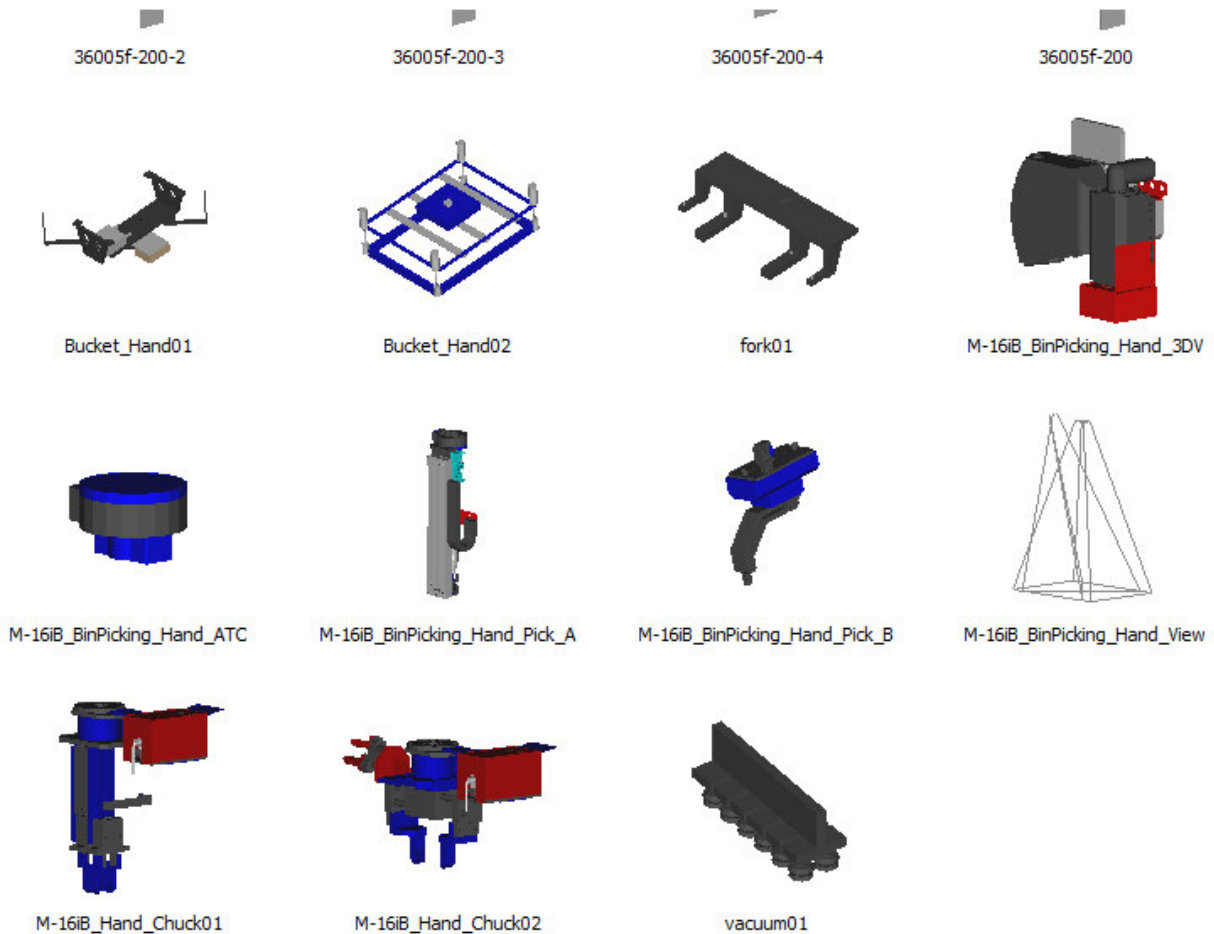 36005f-200-2
36005f-200-3
36005f-200-4
36005f-200
Bucket_Hand01
Bucket_Hand02
fork01
M-16iB_BinPicking_Hand_3DV
M-16iB_BinPicking_Hand_ATC
M-16iB_BinPicking_Hand_Pick_A
M-16iB_BinPicking_Hand_Pick_B
M-16iB_BinPicking_Hand_View
M-16iB_Hand_Chuck01
M-16iB_Hand_Chuck02
vacuum01